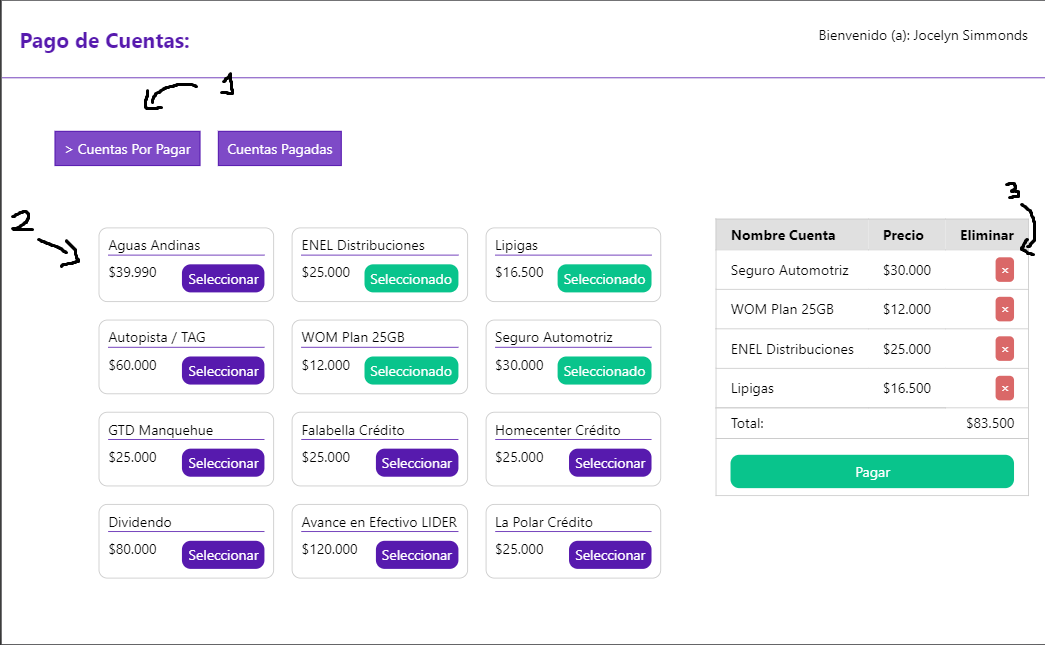 Pago de Cuentas:
Bienvenido (a): Jocelyn Simmonds
1
> Cuentas Por Pagar
Cuentas Pagadas
2
3
Aguas Andinas
$39.990
Seleccionar
ENEL Distribuciones
$25.000
Seleccionado
Lipigas
$16.500
Seleccionado
Autopista / TAG
$60.000
Seleccionar
WOM Plan 25GB
$12.000
Seleccionado
Seguro Automotriz
$30.000
Seleccionado
GTD Manquehue
$25.000
Seleccionar
Falabella Crédito
$25.000
Seleccionar
Homecenter Crédito
$25.000
Seleccionar
Dividendo
$80.000
Seleccionar
Avance en Efectivo LIDER
$120.000
Seleccionar
La Polar Crédito
$25.000
Seleccionar
Nombre Cuenta Precio Eliminar
Seguro Automotriz $30.000 ×
WOM Plan 25GB $12.000 ×
ENEL Distribuciones $25.000 ×
Lipigas $16.500 ×
Total: $83.500
Pagar